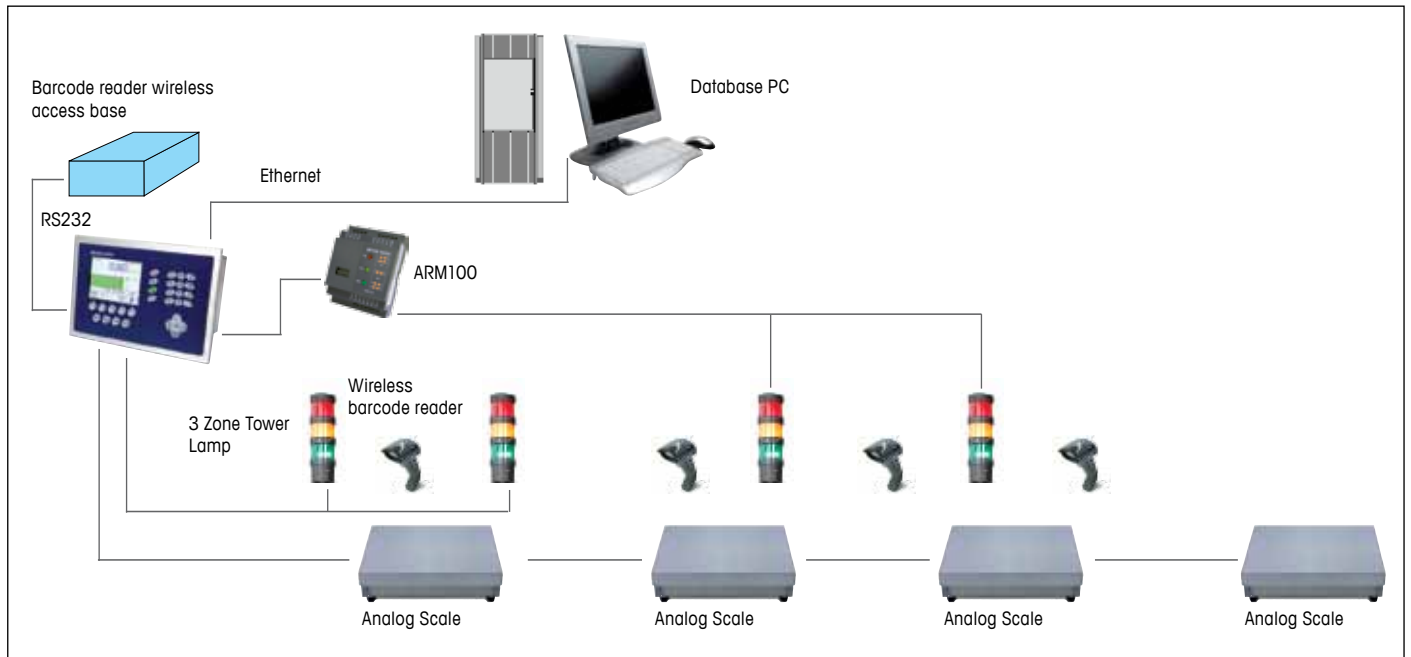 Barcode reader wireless
access base
Database PC
Ethernet
RS232
ARM100
3 Zone Tower
Lamp
Wireless
barcode reader
Analog Scale
Analog Scale
Analog Scale
Analog Scale